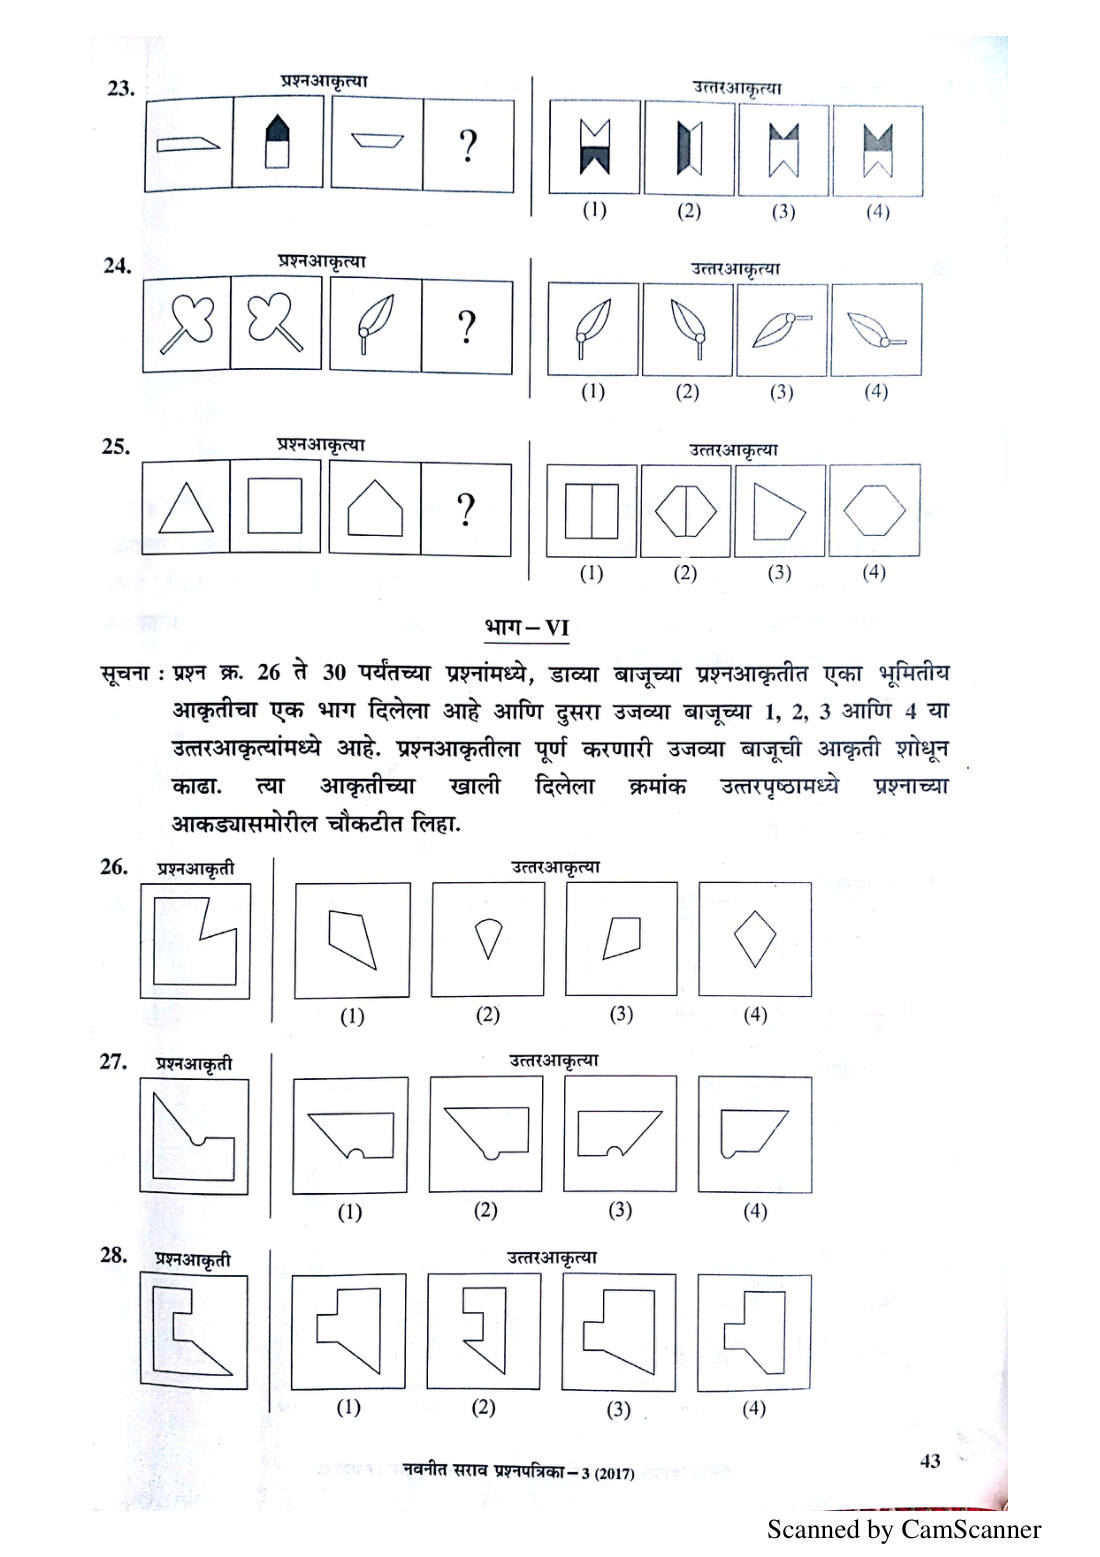 23. प्रश्नआकृत्या उत्तरआकृत्या
?
(1) (2) (3) (4)
24. प्रश्नआकृत्या उत्तरआकृत्या
?
(1) (2) (3) (4)
25. प्रश्नआकृत्या उत्तरआकृत्या
?
(1) (2) (3) (4)
भाग – VI
सूचना : प्रश्न क्र. 26 ते 30 पर्यंतच्या प्रश्नांमध्ये, डाव्या बाजूच्या प्रश्नआकृतीत एका भूमितीय
आकृतीचा एक भाग दिलेला आहे आणि दुसरा उजव्या बाजूच्या 1, 2, 3 आणि 4 या
उत्तरआकृत्यांमध्ये आहे. प्रश्नआकृतीला पूर्ण करणारी उजव्या बाजूची आकृती शोधून
काढा. त्या आकृतीच्या खाली दिलेला क्रमांक उत्तरपृष्ठामध्ये प्रश्नाच्या
आकड्यासमोरील चौकटीत लिहा.
26. प्रश्नआकृती उत्तरआकृत्या
(1) (2) (3) (4)
27. प्रश्नआकृती उत्तरआकृत्या
(1) (2) (3) (4)
28. प्रश्नआकृती उत्तरआकृत्या
(1) (2) (3) (4)
नवनीत सराव प्रश्नपत्रिका – 3 (2017) 43
Scanned by CamScanner